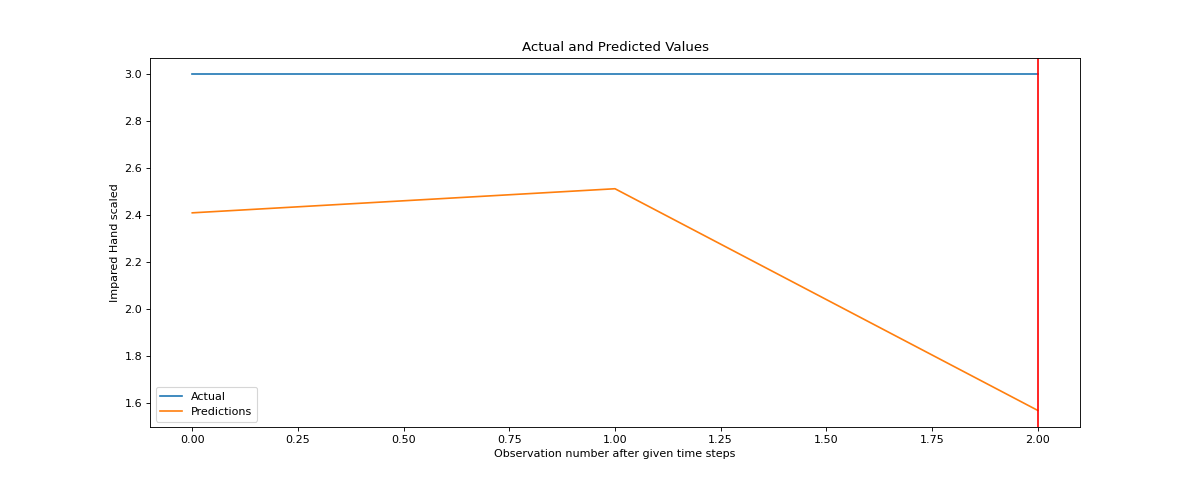 Actual and Predicted Values
Impared Hand scaled
3.0
2.8
2.6
2.4
2.2
2.0
1.8
1.6
Actual
Predictions
0.00 0.25 0.50 0.75 1.00 1.25 1.50 1.75 2.00
Observation number after given time steps